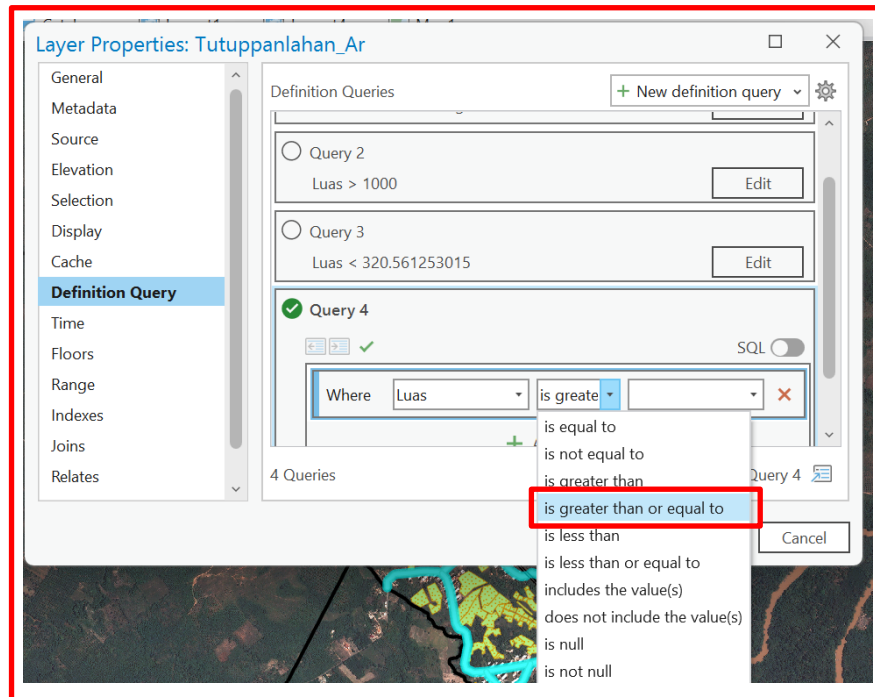 Layer Properties: Tutuppanlahan_Ar
General
Metadata
Source
Elevation
Selection
Display
Cache
Definition Query
Time
Floors
Range
Indexes
Joins
Relates
Definition Queries
+ New definition query
Query 2
Luas > 1000
Edit
Query 3
Luas < 320.561253015
Edit
Query 4
SQL
Where Luas is greate
4 Queries
Query 4
is equal to
is not equal to
is greater than
is greater than or equal to
is less than
is less than or equal to
includes the value(s)
does not include the value(s)
is null
is not null
Cancel